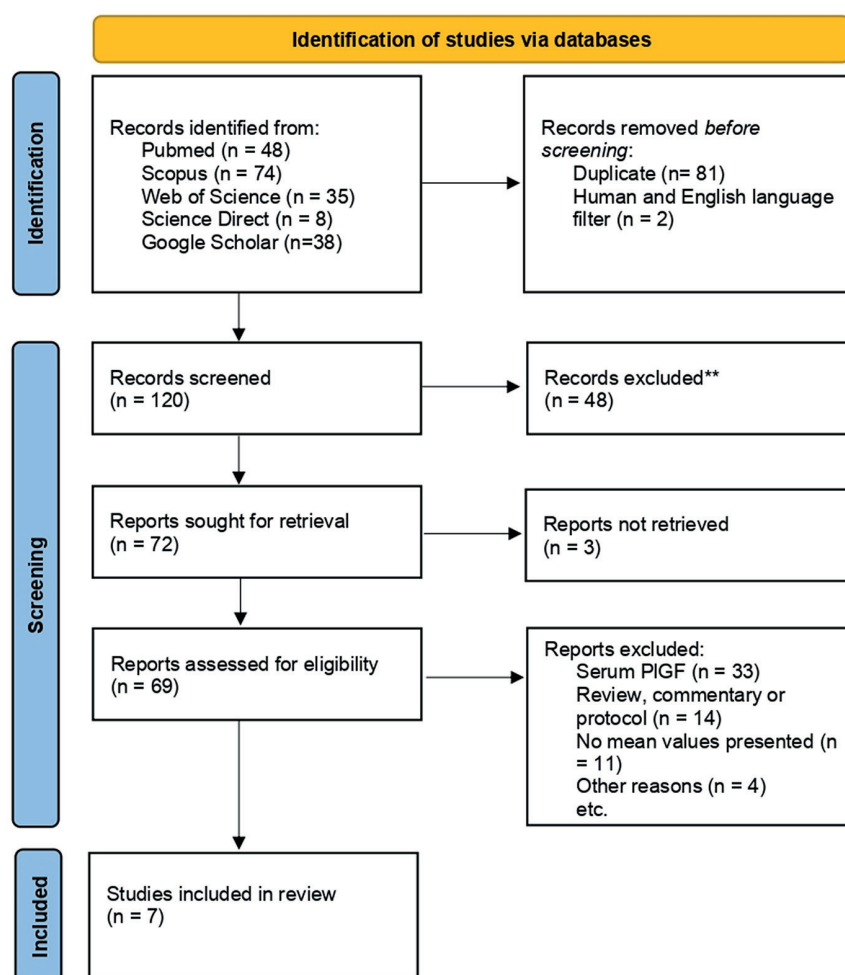 Identification of studies via databases
Identification
Records identified from:
Pubmed (n = 48)
Scopus (n = 74)
Web of Science (n = 35)
Science Direct (n = 8)
Google Scholar (n=38)
Records removed before
screening:
Duplicate (n= 81)
Human and English language
filter (n = 2)
Screening
Records screened
(n = 120)
Records excluded**
(n = 48)
Reports sought for retrieval
(n = 72)
Reports not retrieved
(n = 3)
Reports assessed for eligibility
(n = 69)
Reports excluded:
Serum PlGF (n = 33)
Review, commentary or
protocol (n = 14)
No mean values presented (n
= 11)
Other reasons (n = 4)
etc.
Included
Studies included in review
(n = 7)